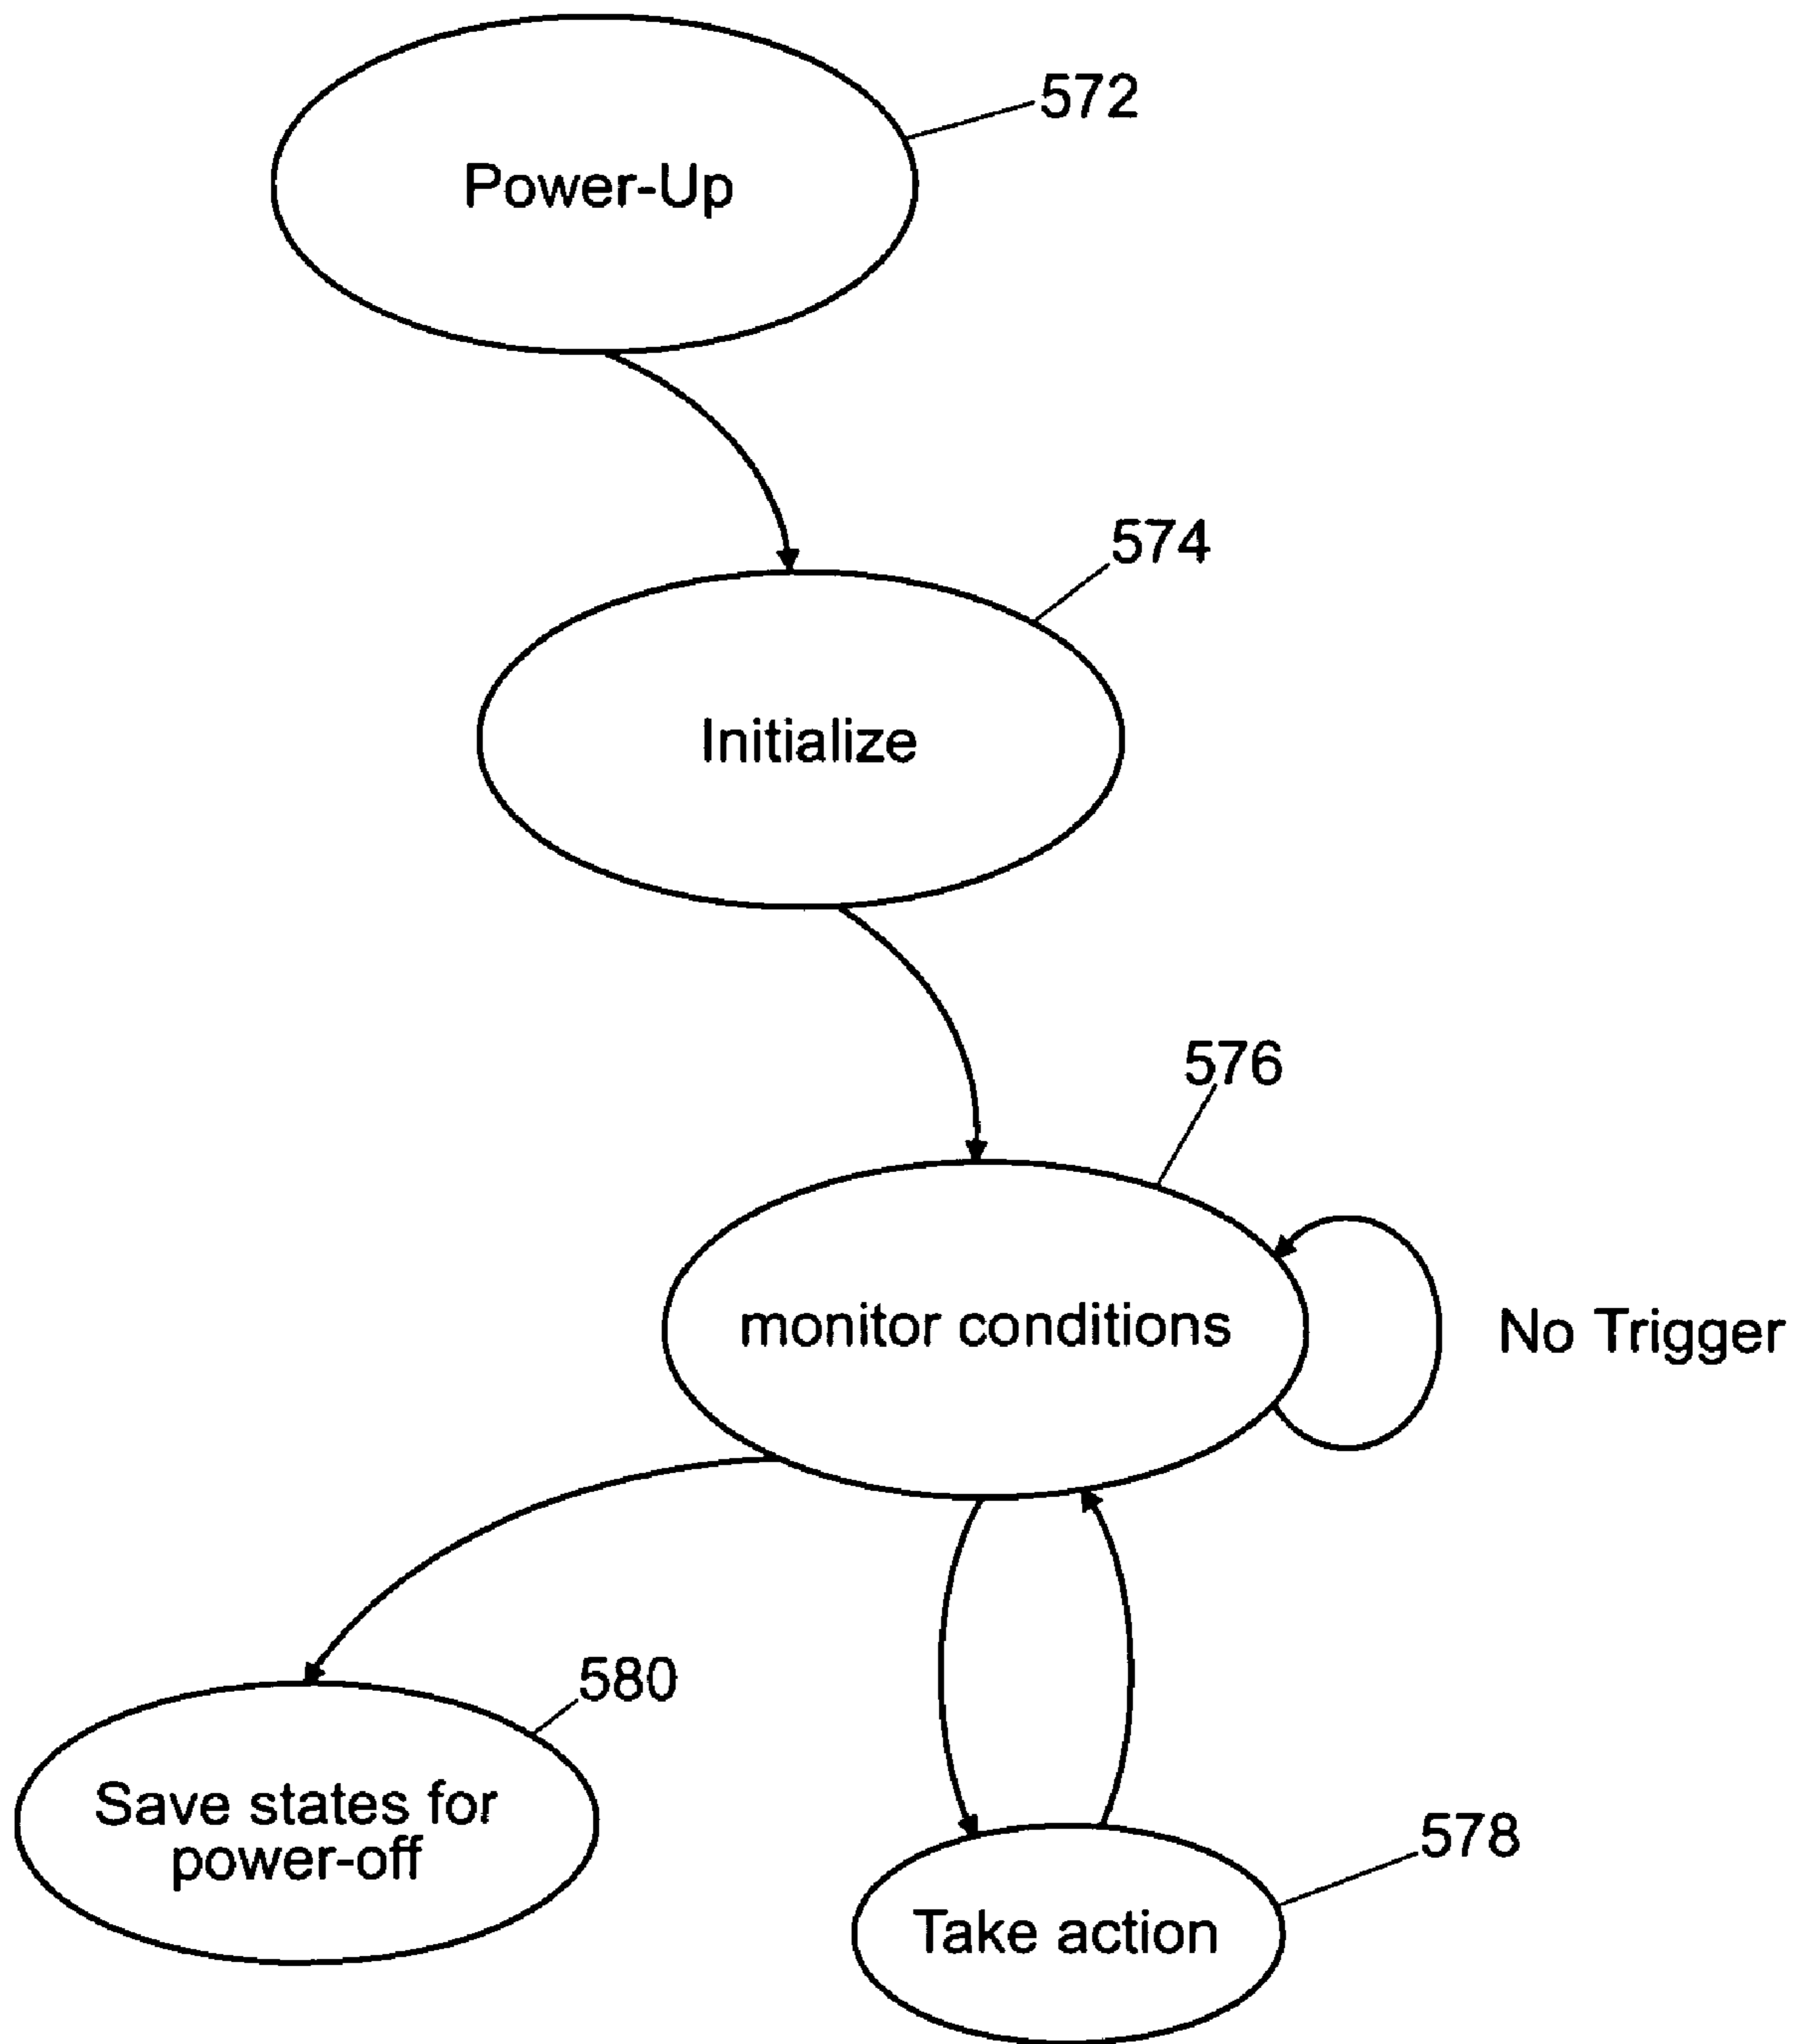 572
Power-Up
574
Initialize
576
monitor conditions
No Trigger
580
Save states for
power-off
578
Take action